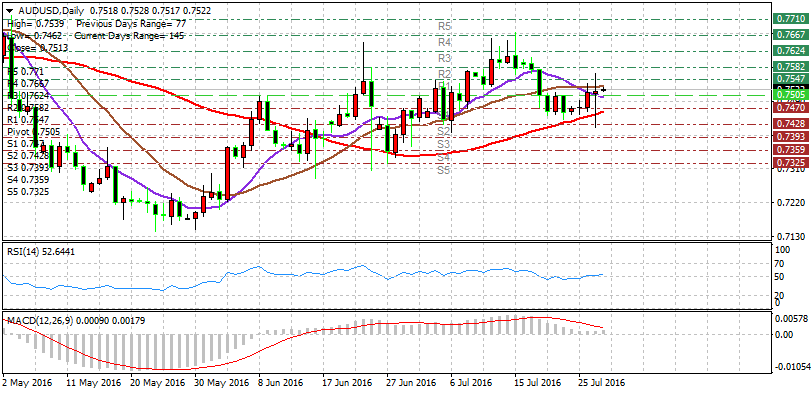 AUDUSD,Daily 0.7518 0.7528 0.7517 0.7522
High= 0.7539 Previous Days Range= 77
Low= 0.7462 Current Days Range= 145
Close= 0.7513
R5 0.771
R4 0.7667
R3 0.7624
R2 0.7582
R1 0.7547
Pivot 0.7505
S1 0.747
S2 0.7428
S3 0.7393
S4 0.7359
S5 0.7325
R5
R4
R3
R2
S2
S3
S4
S5
0.7710
0.7667
0.7624
0.7582
0.7547
0.7505
0.7470
0.7428
0.7393
0.7359
0.7325
0.7310
0.7220
0.7130
RSI(14) 52.6441
100
70
50
20
0
MACD(12,26,9) 0.00090 0.00179
0.00578
0.00
-0.01054
2 May 2016
11 May 2016
20 May 2016
30 May 2016
8 Jun 2016
17 Jun 2016
27 Jun 2016
6 Jul 2016
15 Jul 2016
25 Jul 2016